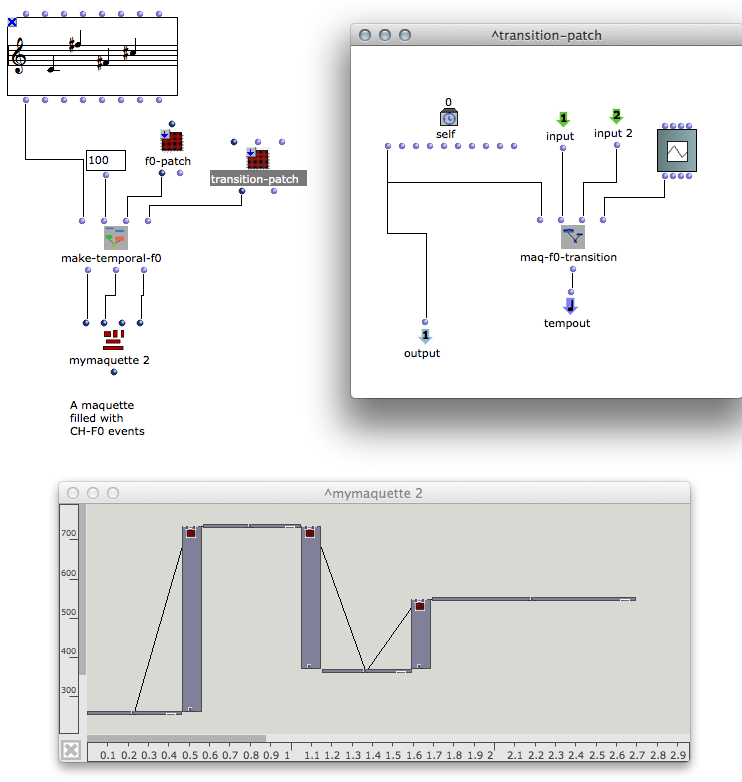 ^transition-patch
0
self
1
input
2
input 2
100
f0-patch
transition-patch
make-temporal-f0
maq-f0-transition
mymaquette 2
1
output
tempout
A maquette
filled with
CH-F0 events
^mymaquette 2
700
600
500
400
300
0.1 0.2 0.3 0.4 0.5 0.6 0.7 0.8 0.9 1 1.1 1.2 1.3 1.4 1.5 1.6 1.7 1.8 1.9 2 2.1 2.2 2.3 2.4 2.5 2.6 2.7 2.8 2.9